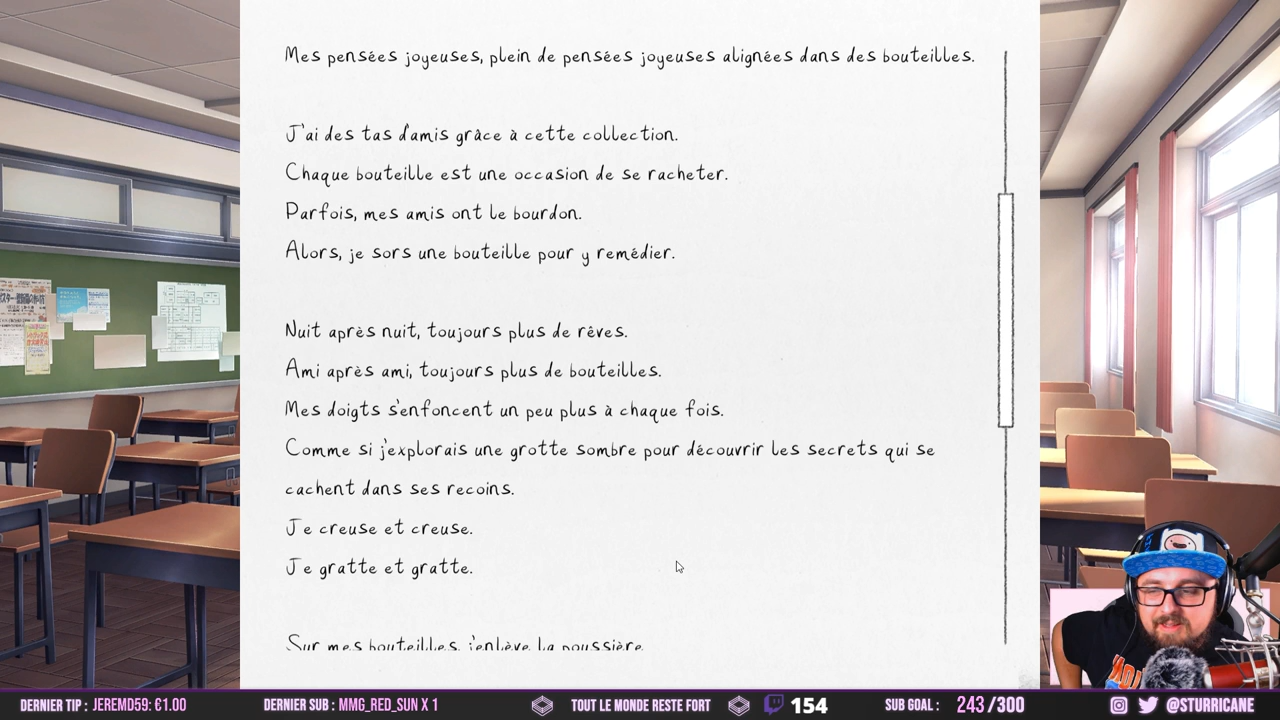 Mes pensées joyeuses, plein de pensées joyeuses alignées dans des bouteilles.
J'ai des tas d'amis grâce à cette collection.
Chaque bouteille est une occasion de se racheter.
Parfois, mes amis ont le bourdon.
Alors, je sors une bouteille pour y remédier.
Nuit après nuit, toujours plus de rêves.
Ami après ami, toujours plus de bouteilles.
Mes doigts s'enfoncent un peu plus à chaque fois.
Comme si j'explorais une grotte sombre pour découvrir les secrets qui se
cachent dans ses recoins.
Je creuse et creuse.
Je gratte et gratte.
Sur mes bouteilles, j'enlève la poussière
DERNIER TIP : JEREMD59: €1.00
DERNIER SUB : MMG_RED_SUN X 1
TOUT LE MONDE RESTE FORT
154
SUB GOAL : 243/300
@STURRICANE